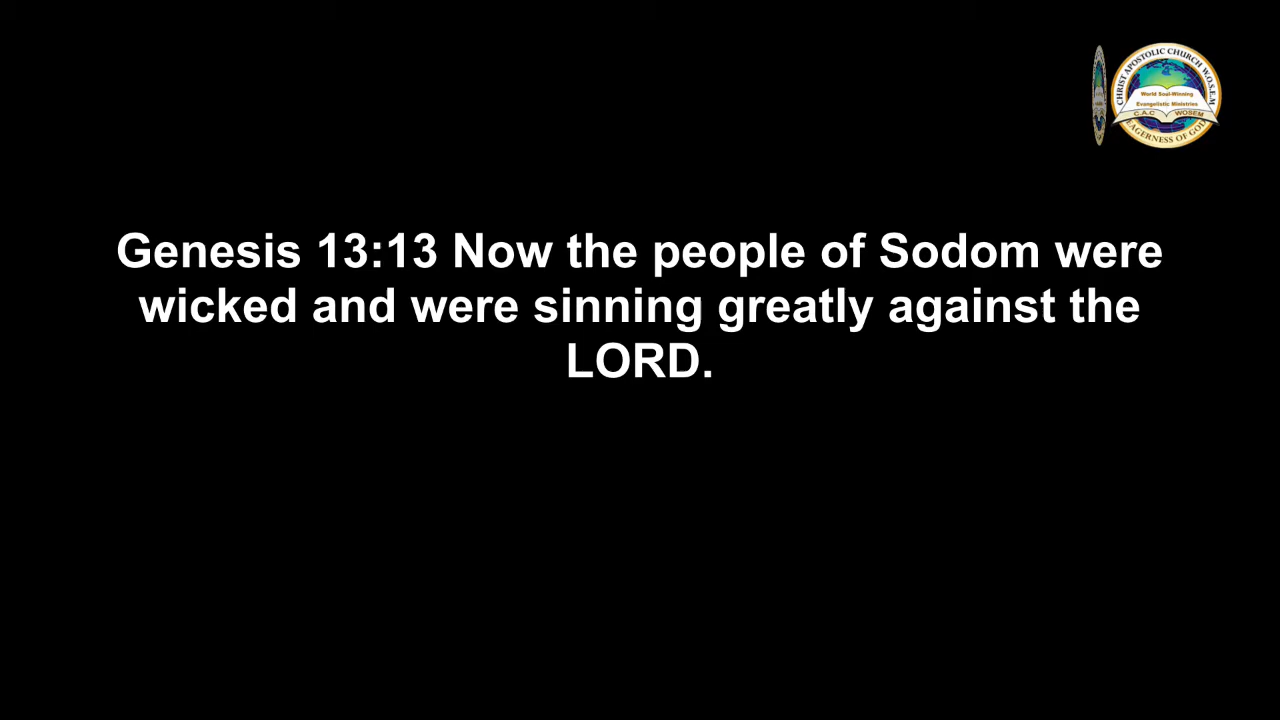 CHRIST APOSTOLIC CHURCH W.O.S.E.M
World Soul-Winning
Evangelistic Ministries
C.A.C WOSEM
EAGERNESS OF GOD
Genesis 13:13 Now the people of Sodom were
wicked and were sinning greatly against the
LORD.